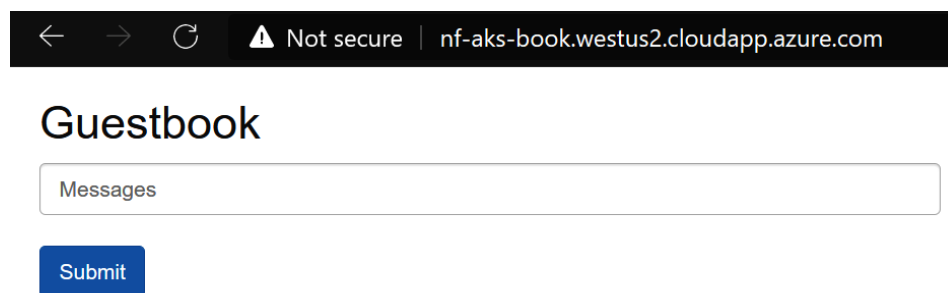 Not secure | nf-aks-book.westus2.cloudapp.azure.com
Guestbook
Messages
Submit